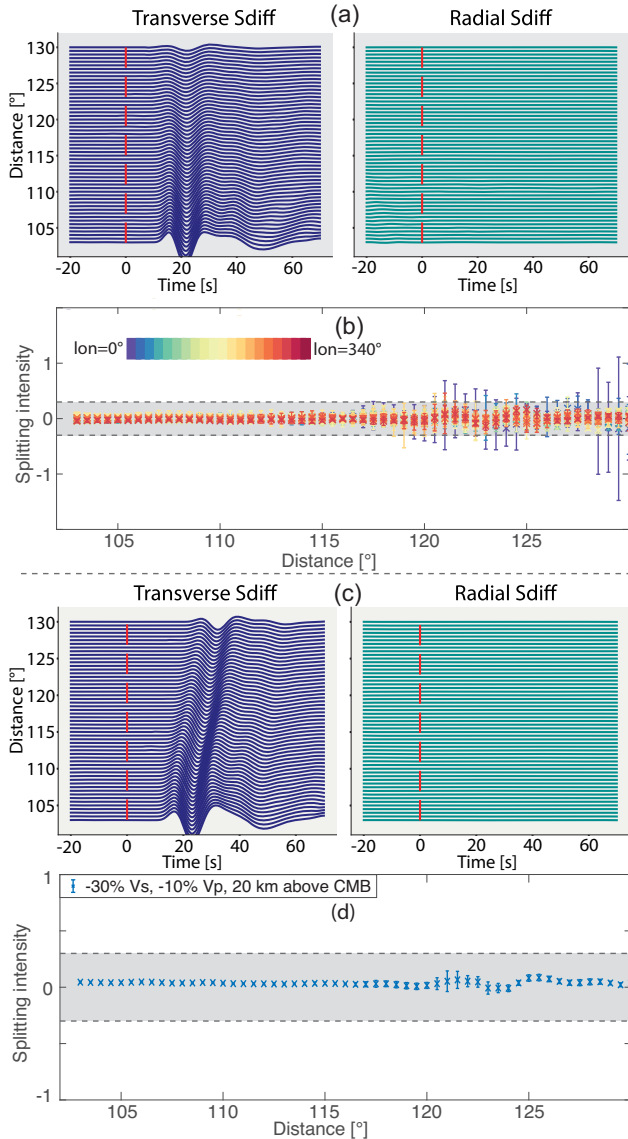 (a)
Transverse Sdiff
Radial Sdiff
Distance [°]
130
125
120
115
110
105
-20 0 20 40 60
-20 0 20 40 60
Time [s]
Time [s]
(b)
lon=0°
lon=340°
Splitting intensity
1
0
-1
105 110 115 120 125
Distance [°]
(c)
Transverse Sdiff
Radial Sdiff
Distance [°]
130
125
120
115
110
105
-20 0 20 40 60
-20 0 20 40 60
Time [s]
Time [s]
1
-30% Vs, -10% Vp, 20 km above CMB
(d)
Splitting intensity
0
-1
105 110 115 120 125
Distance [°]